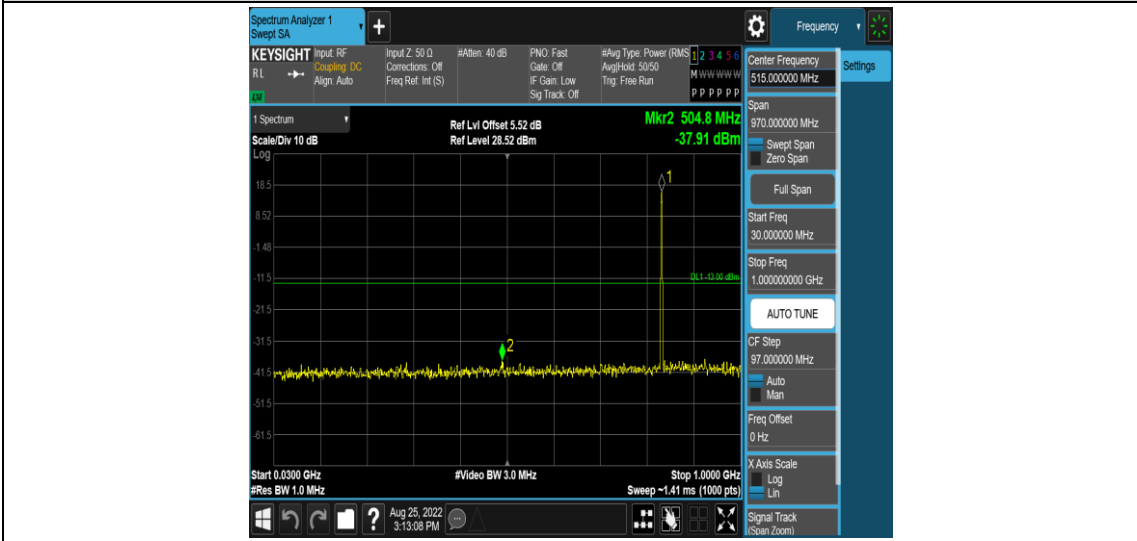 Spectrum Analyzer 1
Swept SA
+
Frequency
KEYSIGHT
RL
LNI
Input: RF
Coupling: DC
Align: Auto
Input Z: 50 Ω
Corrections: Off
Freq Ref: Int (S)
#Atten: 40 dB
PNO: Fast
Gate: Off
IF Gain: Low
Sig Track: Off
#Avg Type: Power (RMS
Avg|Hold: 50/50
Trig: Free Run
1 2 3 4 5 6
M W W W W W
P P P P P P
1 Spectrum
Scale/Div 10 dB
Log
Ref Lvl Offset 5.52 dB
Ref Level 28.52 dBm
Mkr2 504.8 MHz
-37.91 dBm
1
18.5
8.52
-1.48
-11.5
DL1 -13.00 dBm
-21.5
-31.5
2
-41.5
-51.5
-61.5
Start 0.0300 GHz
#Res BW 1.0 MHz
#Video BW 3.0 MHz
Stop 1.0000 GHz
Sweep ~1.41 ms (1000 pts)
?
Aug 25, 2022
3:13:08 PM
Center Frequency
515.000000 MHz
Settings
Span
970.000000 MHz
Swept Span
Zero Span
Full Span
Start Freq
30.000000 MHz
Stop Freq
1.000000000 GHz
AUTO TUNE
CF Step
97.000000 MHz
Auto
Man
Freq Offset
0 Hz
X Axis Scale
Log
Lin
Signal Track
(Span Zoom)